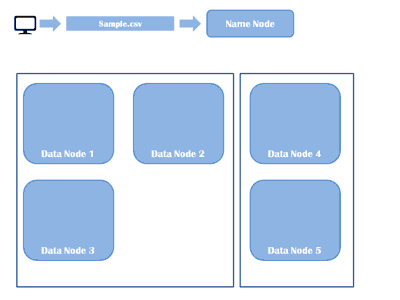 Sample.csv
Name Node
Data Node 1
Data Node 2
Data Node 4
Data Node 3
Data Node 5